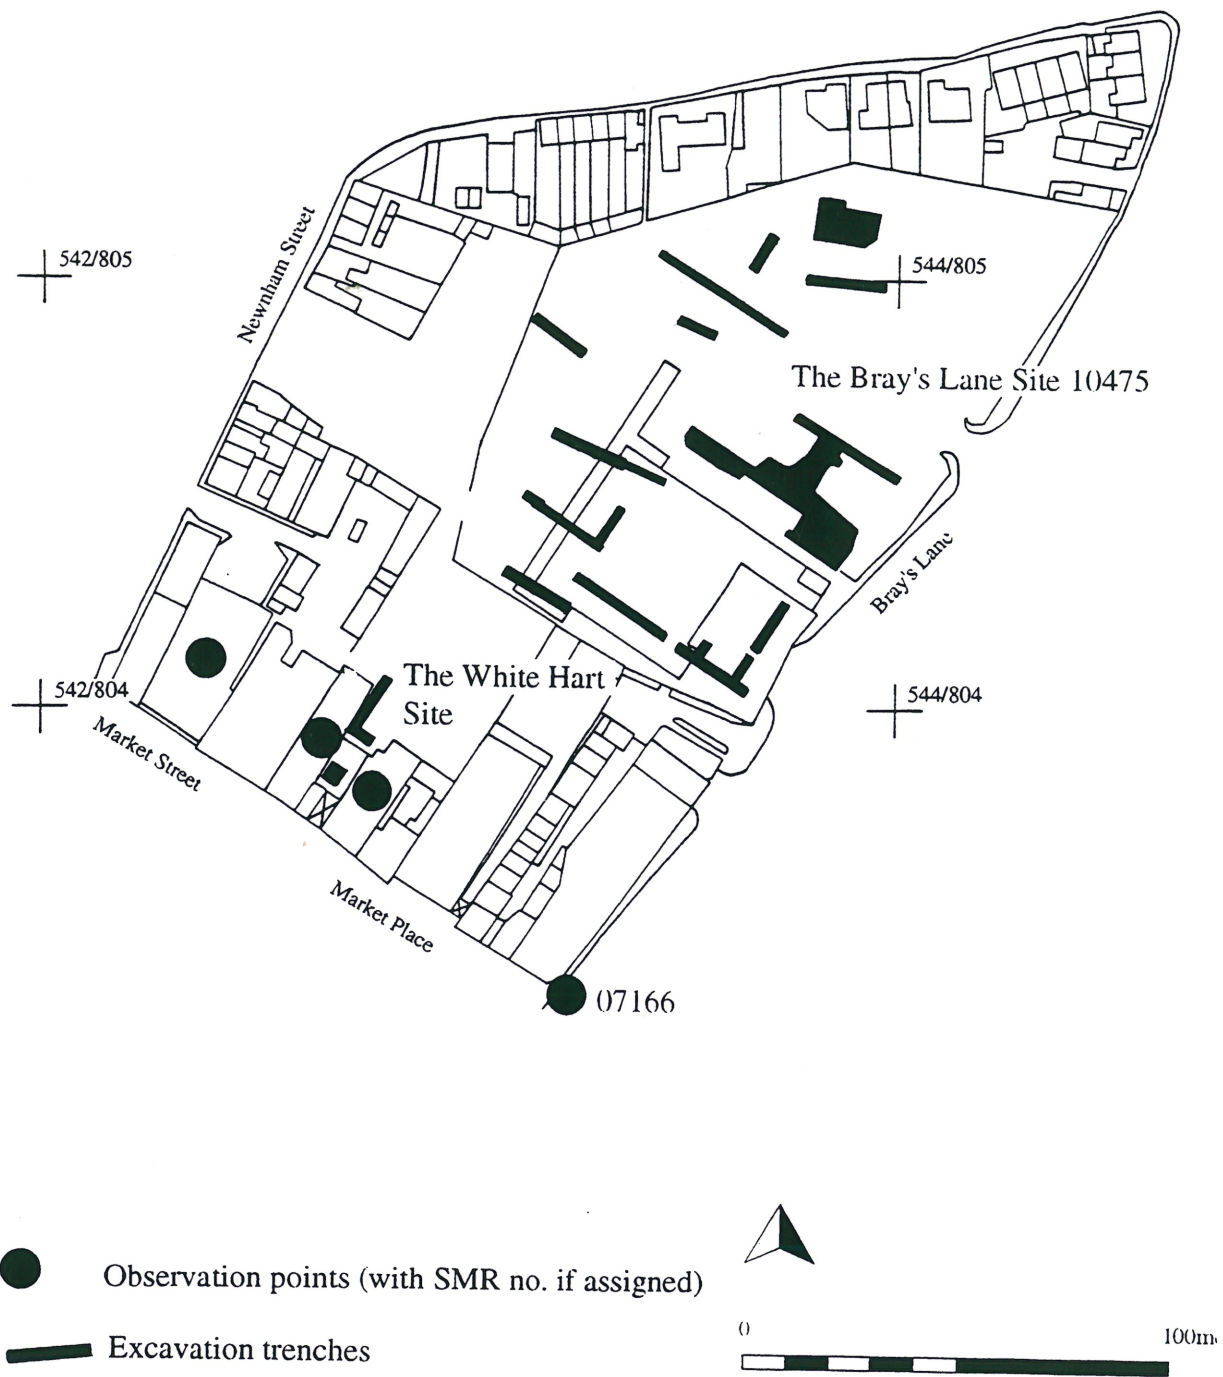 542/805
Newnham Street
544/805
The Bray's Lane Site 10475
Bray's Lane
The White Hart
Site
542/804
544/804
Market Street
Market Place
07166
Observation points (with SMR no. if assigned)
Excavation trenches
0
100m